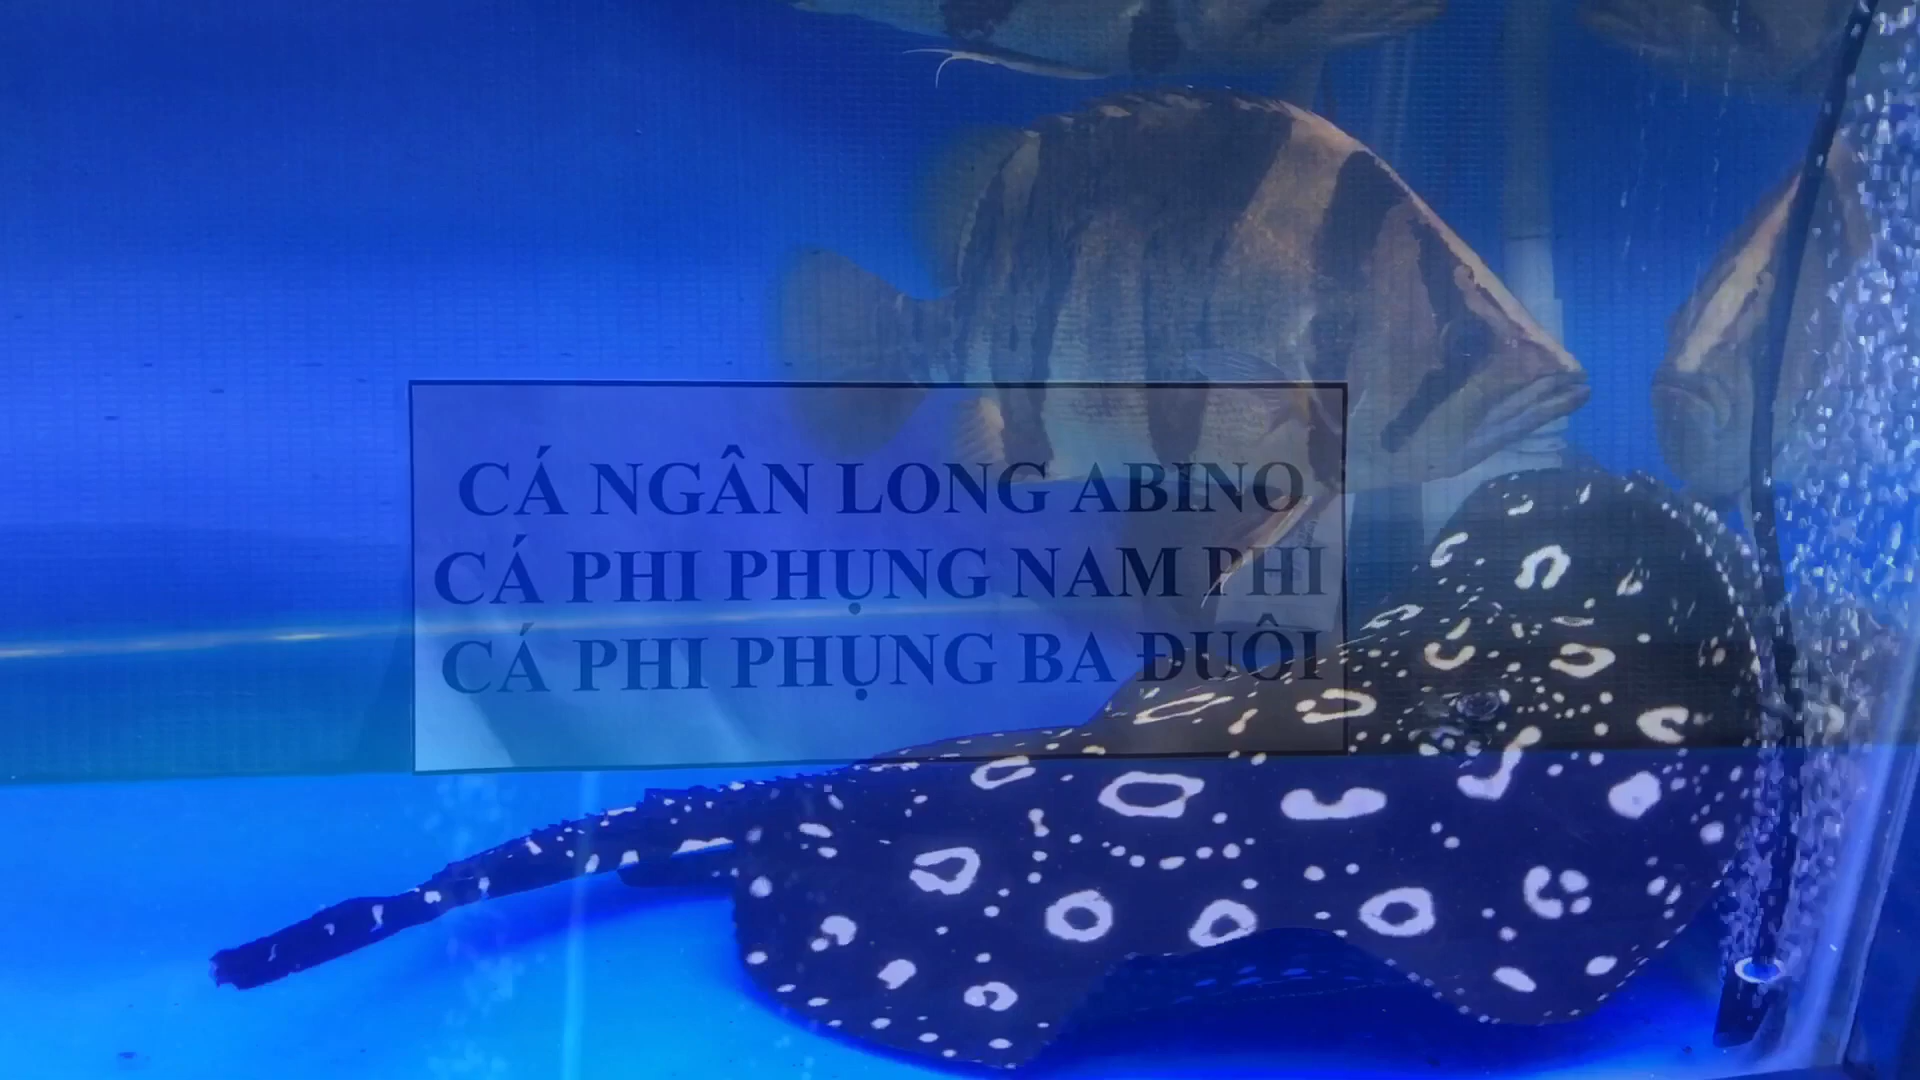 CÁ NGÂN LONG ABINO
CÁ PHI PHỤNG NAM PHI
CÁ PHI PHỤNG BA ĐUÔI